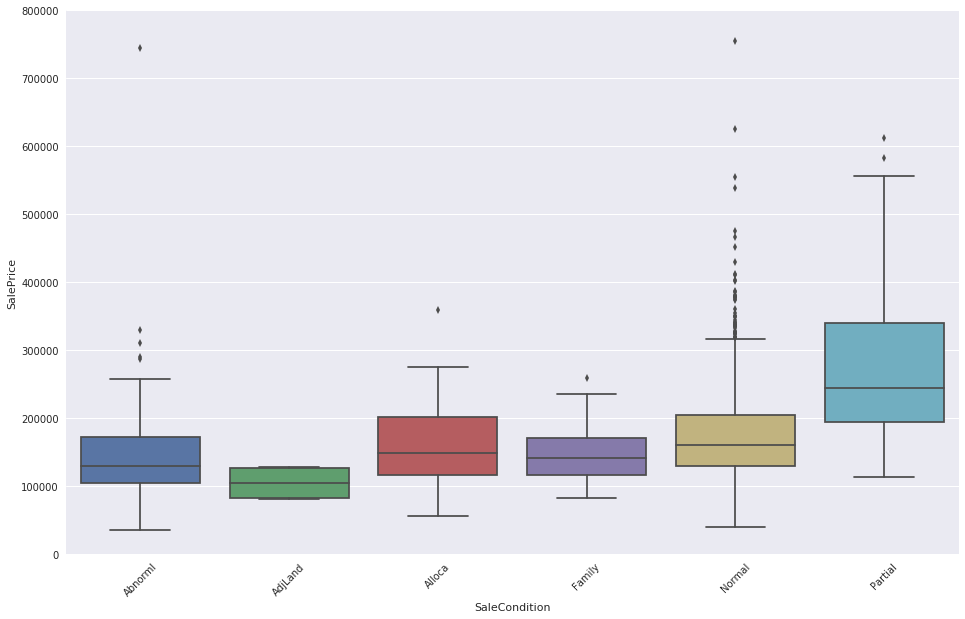 800000
700000
600000
500000
400000
300000
200000
100000
0
SalePrice
Abnorml
AdjLand
Alloca
Family
Normal
Partial
SaleCondition